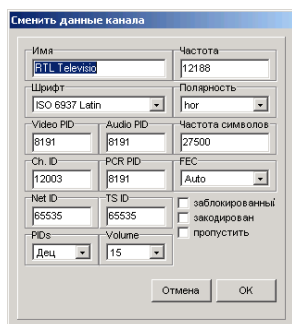 Сменить данные канала
Имя
Частота
RTL Televisio
12188
Шрифт
Полярность
ISO 6937 Latin
hor
Video PID
Audio PID
Частота символов
8191
8191
27500
Ch. ID
PCR PID
FEC
12003
8191
Auto
Net ID
TS ID
65535
65535
заблокированный
закодирован
пропустить
PIDs
Volume
Дец
15
Отмена
OK